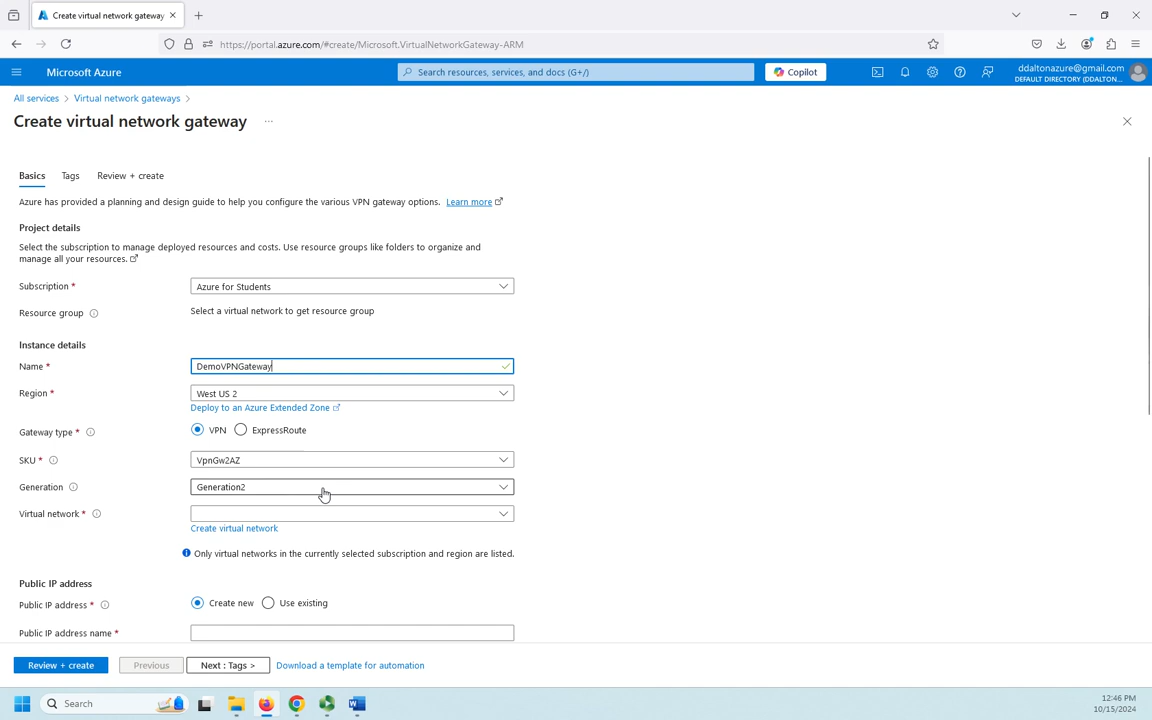 Create virtual network gateway
https://portal.azure.com/#create/Microsoft.VirtualNetworkGateway-ARM
Microsoft Azure
Search resources, services, and docs (G+/)
Copilot
ddaltonazure@gmail.com
DEFAULT DIRECTORY (DDALTON...
All services > Virtual network gateways >
Create virtual network gateway ...
Basics Tags Review + create
Azure has provided a planning and design guide to help you configure the various VPN gateway options. Learn more
Project details
Select the subscription to manage deployed resources and costs. Use resource groups like folders to organize and
manage all your resources.
Subscription * Azure for Students
Resource group Select a virtual network to get resource group
Instance details
Name * DemoVPNGateway
Region * West US 2
Deploy to an Azure Extended Zone
Gateway type * VPN ExpressRoute
SKU * VpnGw2AZ
Generation Generation2
Virtual network *
Create virtual network
Only virtual networks in the currently selected subscription and region are listed.
Public IP address
Public IP address * Create new Use existing
Public IP address name *
Review + create Previous Next : Tags > Download a template for automation
Search
12:46 PM
10/15/2024